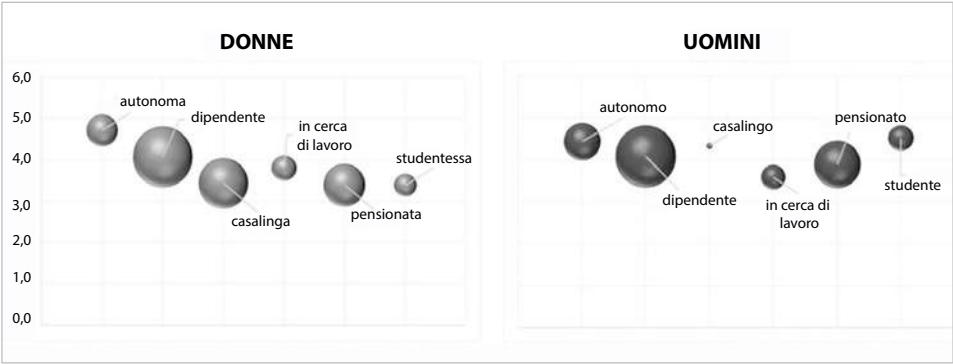 DONNE
UOMINI
6,0
5,0
4,0
3,0
2,0
1,0
0,0
autonoma
dipendente
in cerca
di lavoro
studentessa
casalinga
pensionata
autonomo
casalingo
pensionato
dipendente
in cerca di
lavoro
studente